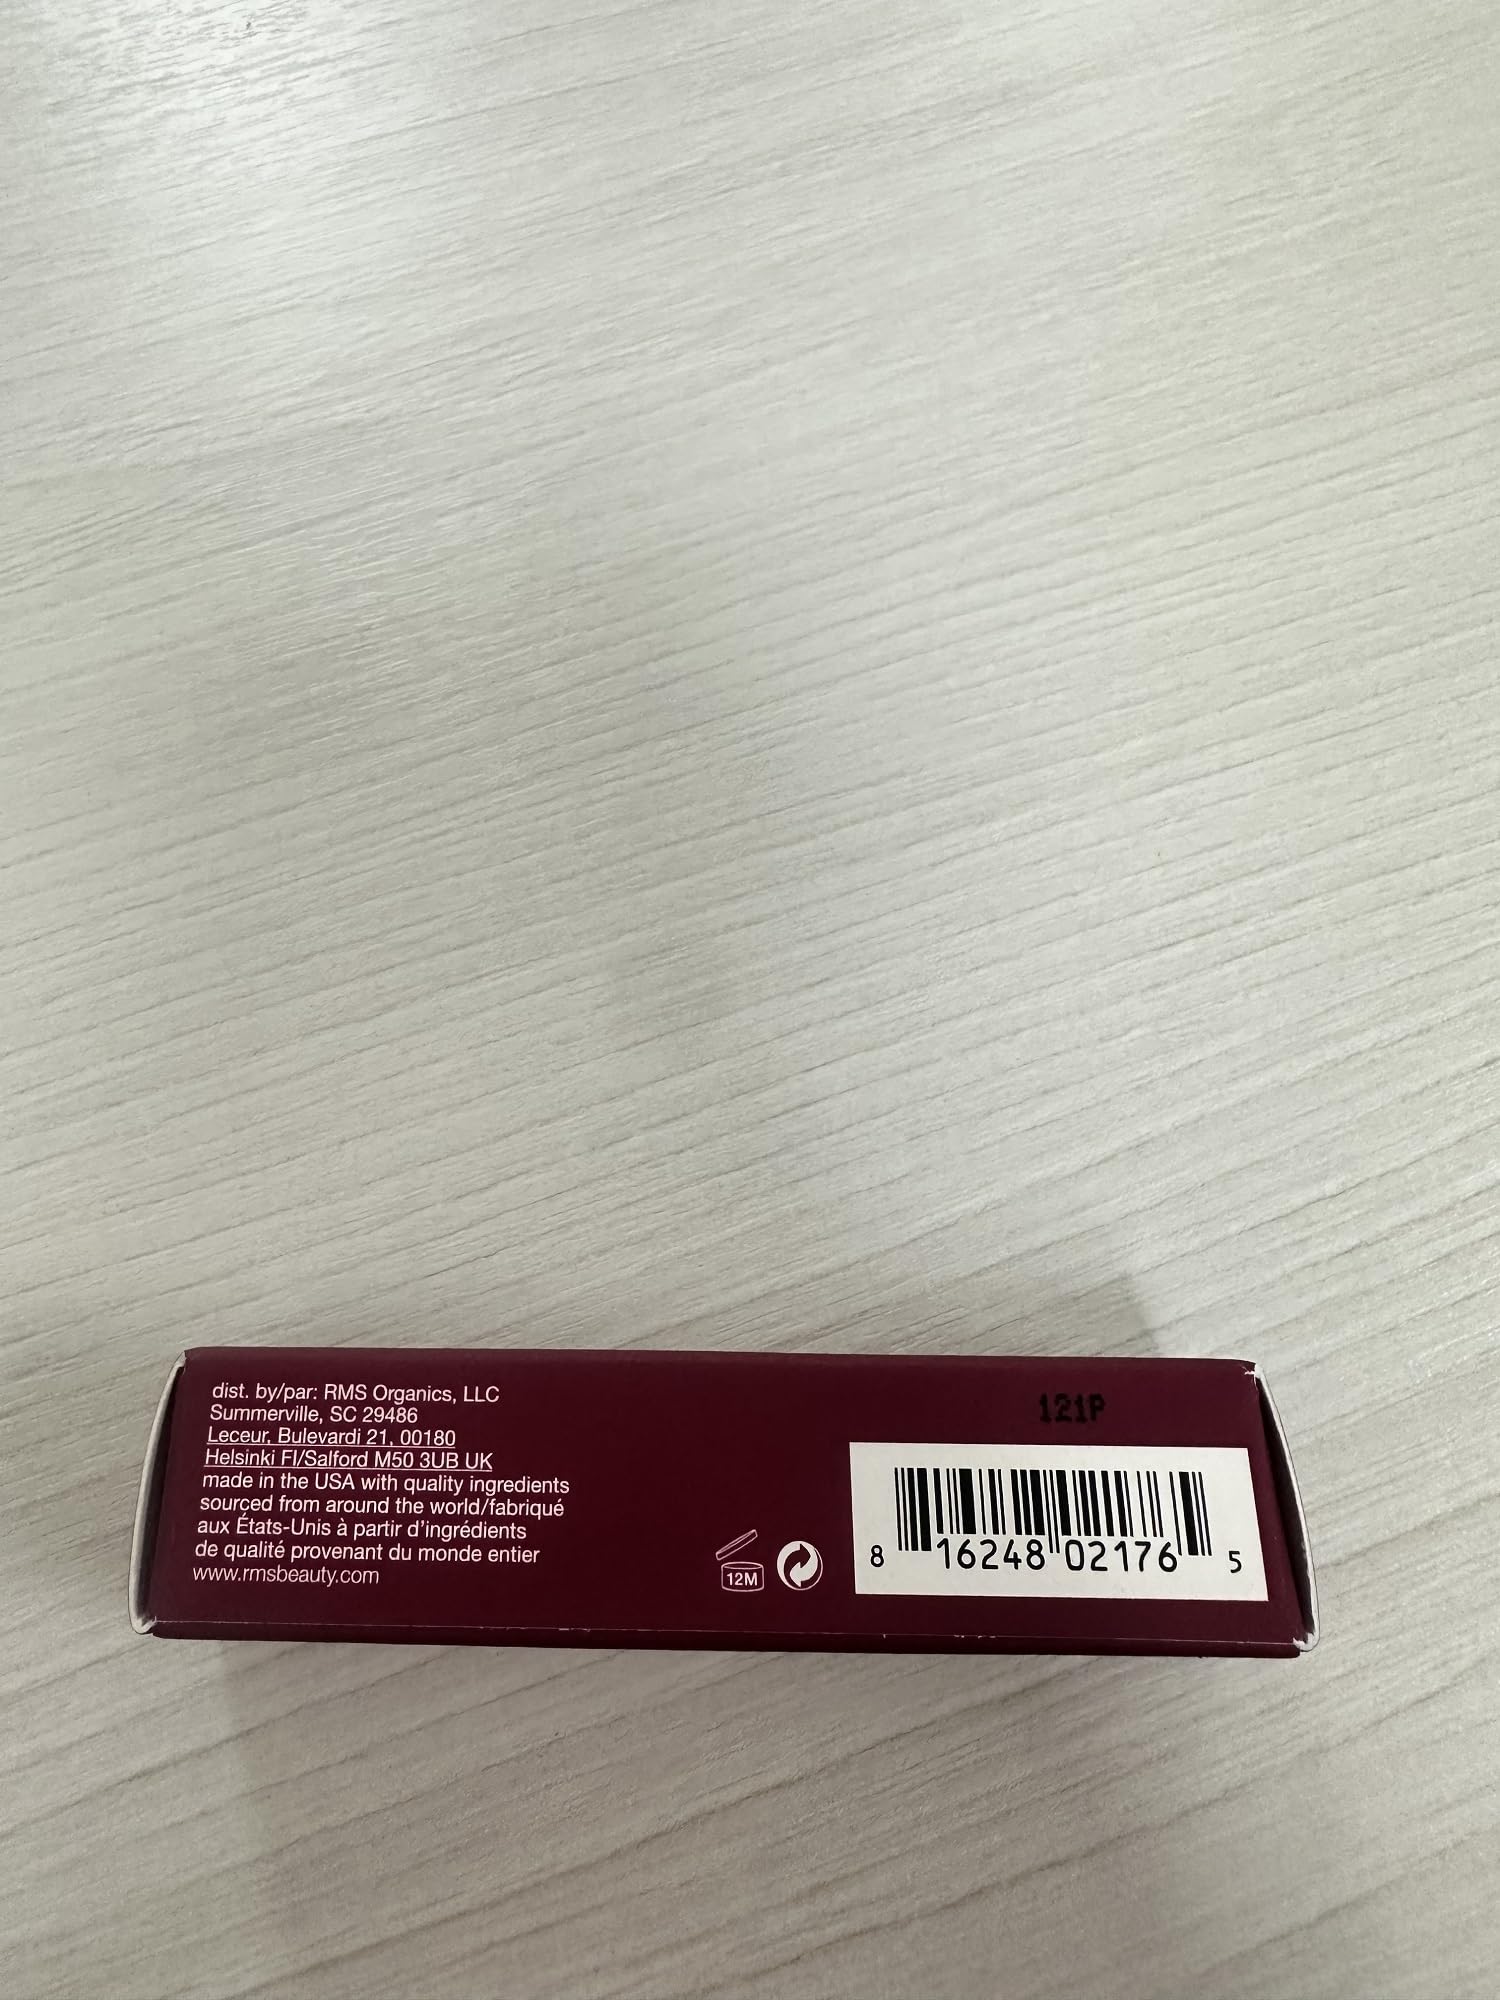 dist. by/par: RMS Organics, LLC
Summerville, SC 29486
Leceur, Bulevardi 21, 00180
Helsinki FI/Salford M50 3UB UK
made in the USA with quality ingredients
sourced from around the world/fabriqué
aux États-Unis à partir d'ingrédients
de qualité provenant du monde entier
www.rmsbeauty.com
12M
121P
8 16248 02176 5